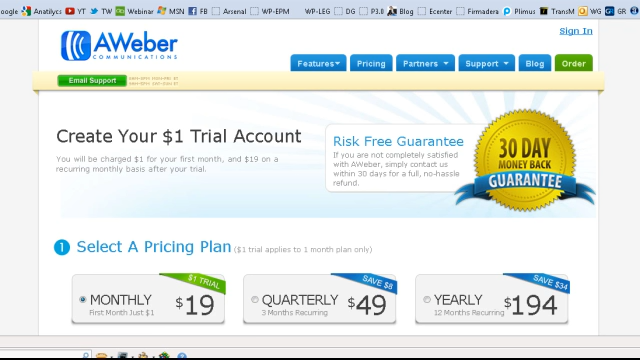 oogle Anatilycs YT TW Webinar MSN FB Arsenal WP-EPM WP-LEG DG P3.0 Blog Ecenter Firmadera Plimus TransM WG GR
Sign In
AWeber
COMMUNICATIONS
Features Pricing Partners Support Blog Order
Email Support
Create Your $1 Trial Account
You will be charged $1 for your first month, and $19 on a
recurring monthly basis after your trial.
Risk Free Guarantee
If you are not completely satisfied
with AWeber, simply contact us
within 30 days for a full, no-hassle
refund.
30 DAY
MONEY BACK
GUARANTEE
1 Select A Pricing Plan ($1 trial applies to 1 month plan only)
$1 TRIAL
MONTHLY $19
First Month Just $1
SAVE $8
QUARTERLY $49
3 Months Recurring
SAVE $34
YEARLY $194
12 Months Recurring